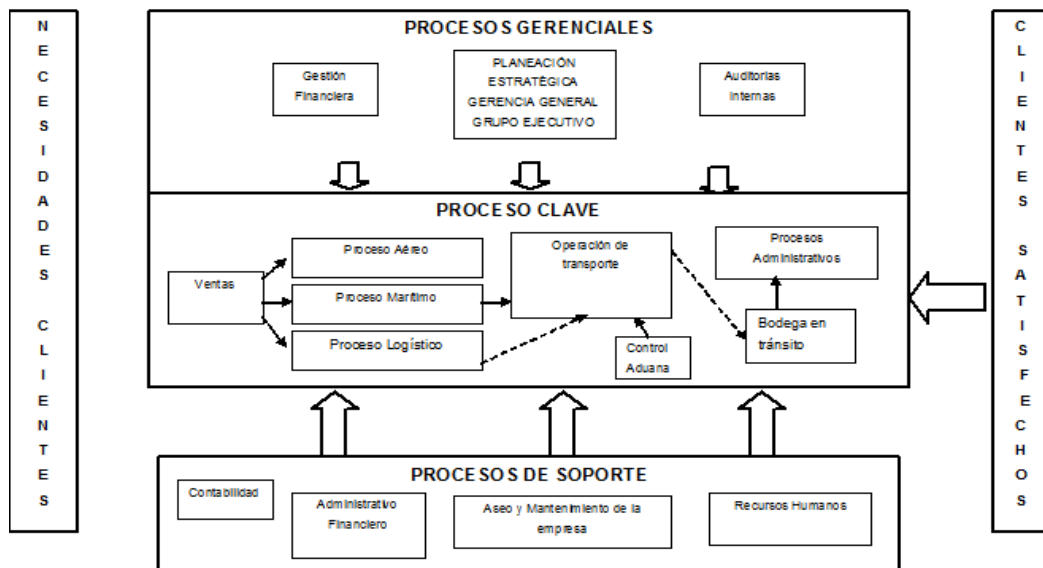 NECESIDADES CLIENTES
PROCESOS GERENCIALES
Gestión
Financiera
PLANEACIÓN
ESTRATÉGICA
GERENCIA GENERAL
GRUPO EJECUTIVO
Auditorias
Internas
PROCESO CLAVE
Ventas
Proceso Aéreo
Proceso Marítimo
Proceso Logístico
Operación de
transporte
Control
Aduana
Procesos
Administrativos
Bodega en
tránsito
PROCESOS DE SOPORTE
Contabilidad
Administrativo
Financiero
Aseo y Mantenimiento de la
empresa
Recursos Humanos
CLIENTES SATISFECHOS